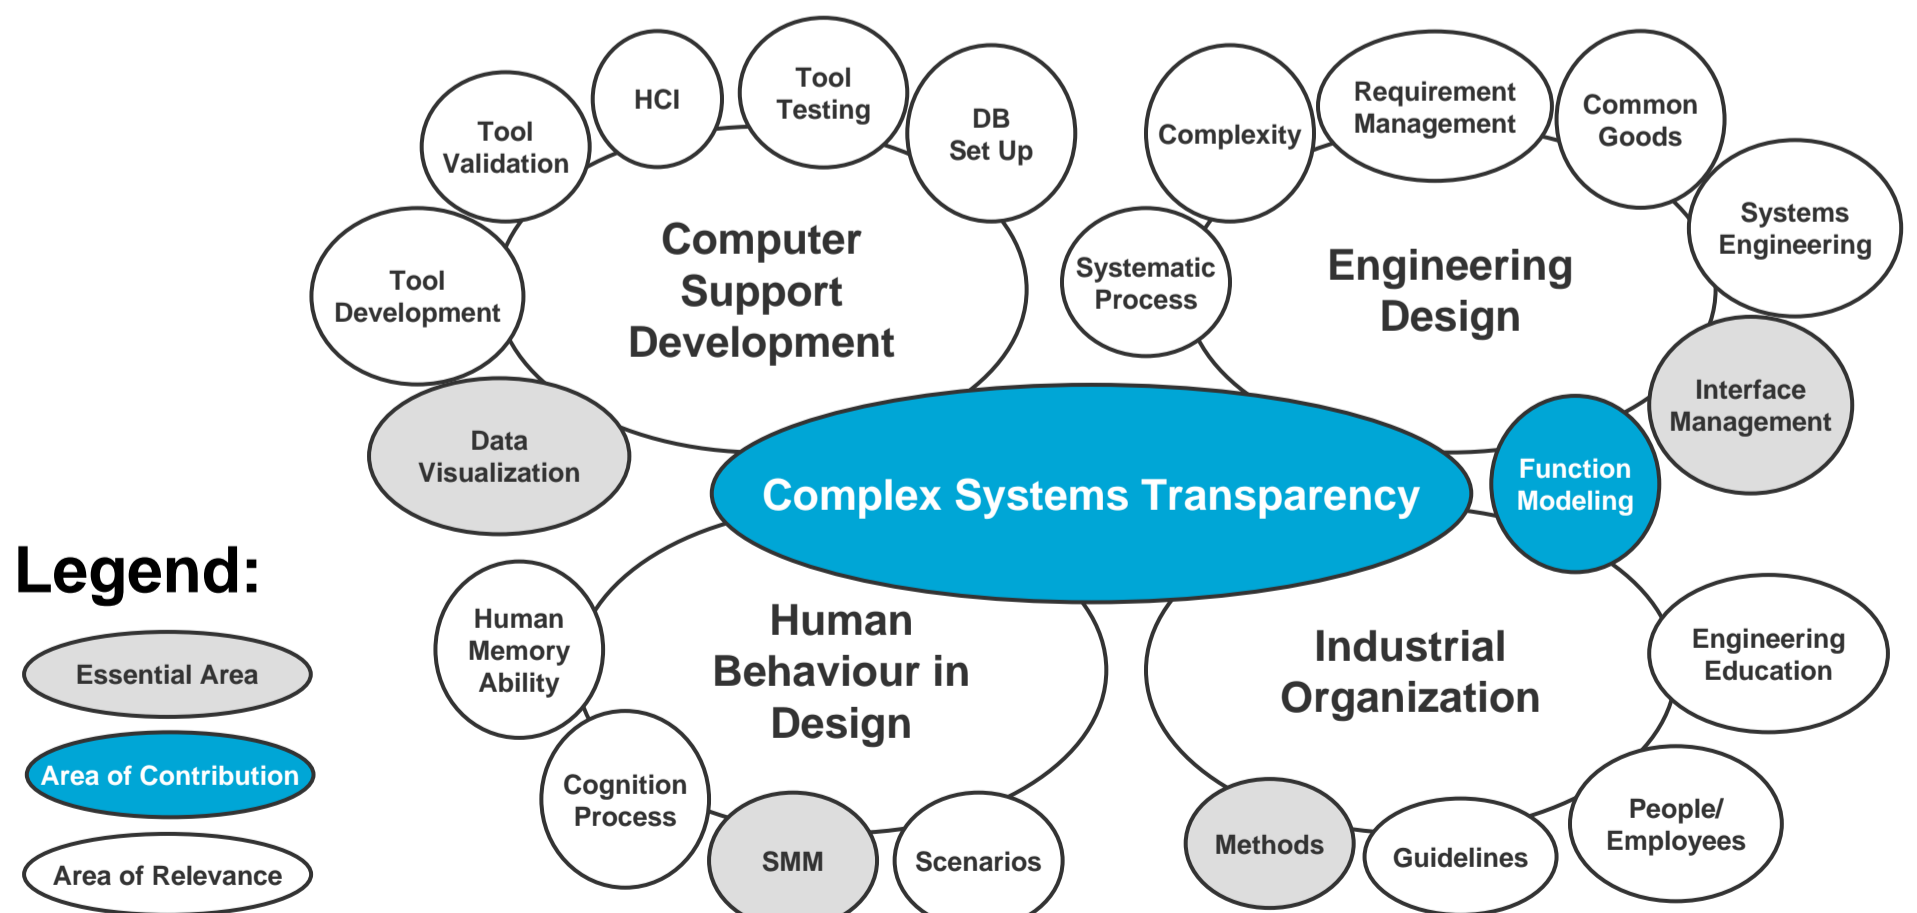 HCI
Tool
Testing
Tool
Validation
DB
Set Up
Tool
Development
Computer
Support
Development
Data
Visualization
Complexity
Requirement
Management
Common
Goods
Systems
Engineering
Systematic
Process
Engineering
Design
Interface
Management
Function
Modeling
Complex Systems Transparency
Legend:
Essential Area
Area of Contribution
Area of Relevance
Human
Memory
Ability
Human
Behaviour in
Design
Cognition
Process
SMM
Scenarios
Industrial
Organization
Engineering
Education
People/
Employees
Methods
Guidelines